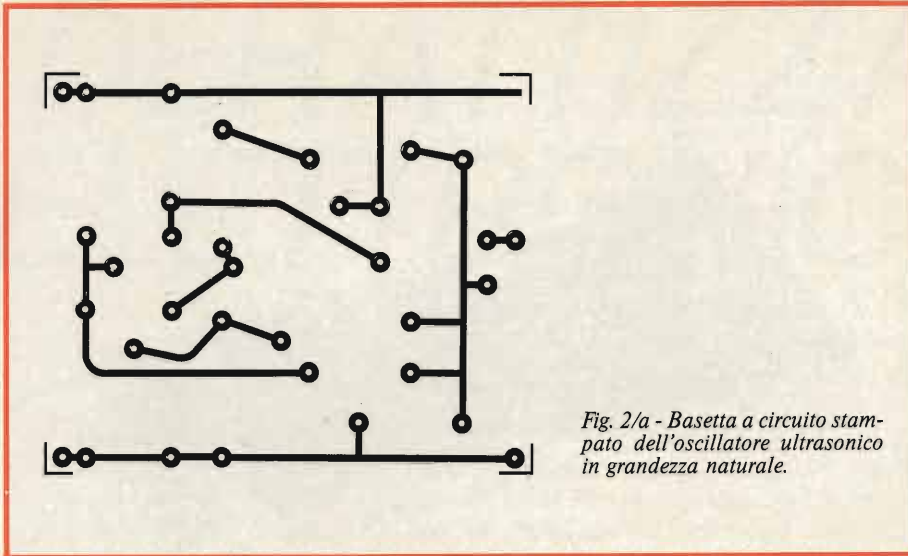 Fig. 2/a - Basetta a circuito stam-
pato dell'oscillatore ultrasonico
in grandezza naturale.